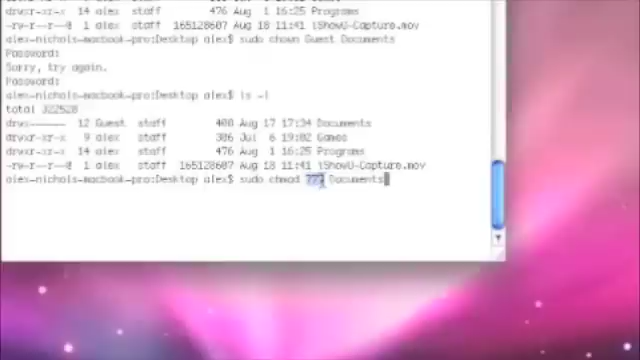 drwxr-xr-x 14 alex staff 476 Aug 1 16:25 Programs
-rw-r--r--@ 1 alex staff 165128607 Aug 18 11:41 iShowU-Capture.mov
alex-nichols-macbook-pro:Desktop alex$ sudo chown Guest Documents
Password:
Sorry, try again.
Password:
alex-nichols-macbook-pro:Desktop alex$ ls -l
total 322528
drwx------ 12 Guest staff 408 Aug 17 17:34 Documents
drwxr-xr-x 9 alex staff 306 Jul 6 19:02 Games
drwxr-xr-x 14 alex staff 476 Aug 1 16:25 Programs
-rw-r--r--@ 1 alex staff 165128607 Aug 18 11:41 iShowU-Capture.mov
alex-nichols-macbook-pro:Desktop alex$ sudo chmod 777 Documents